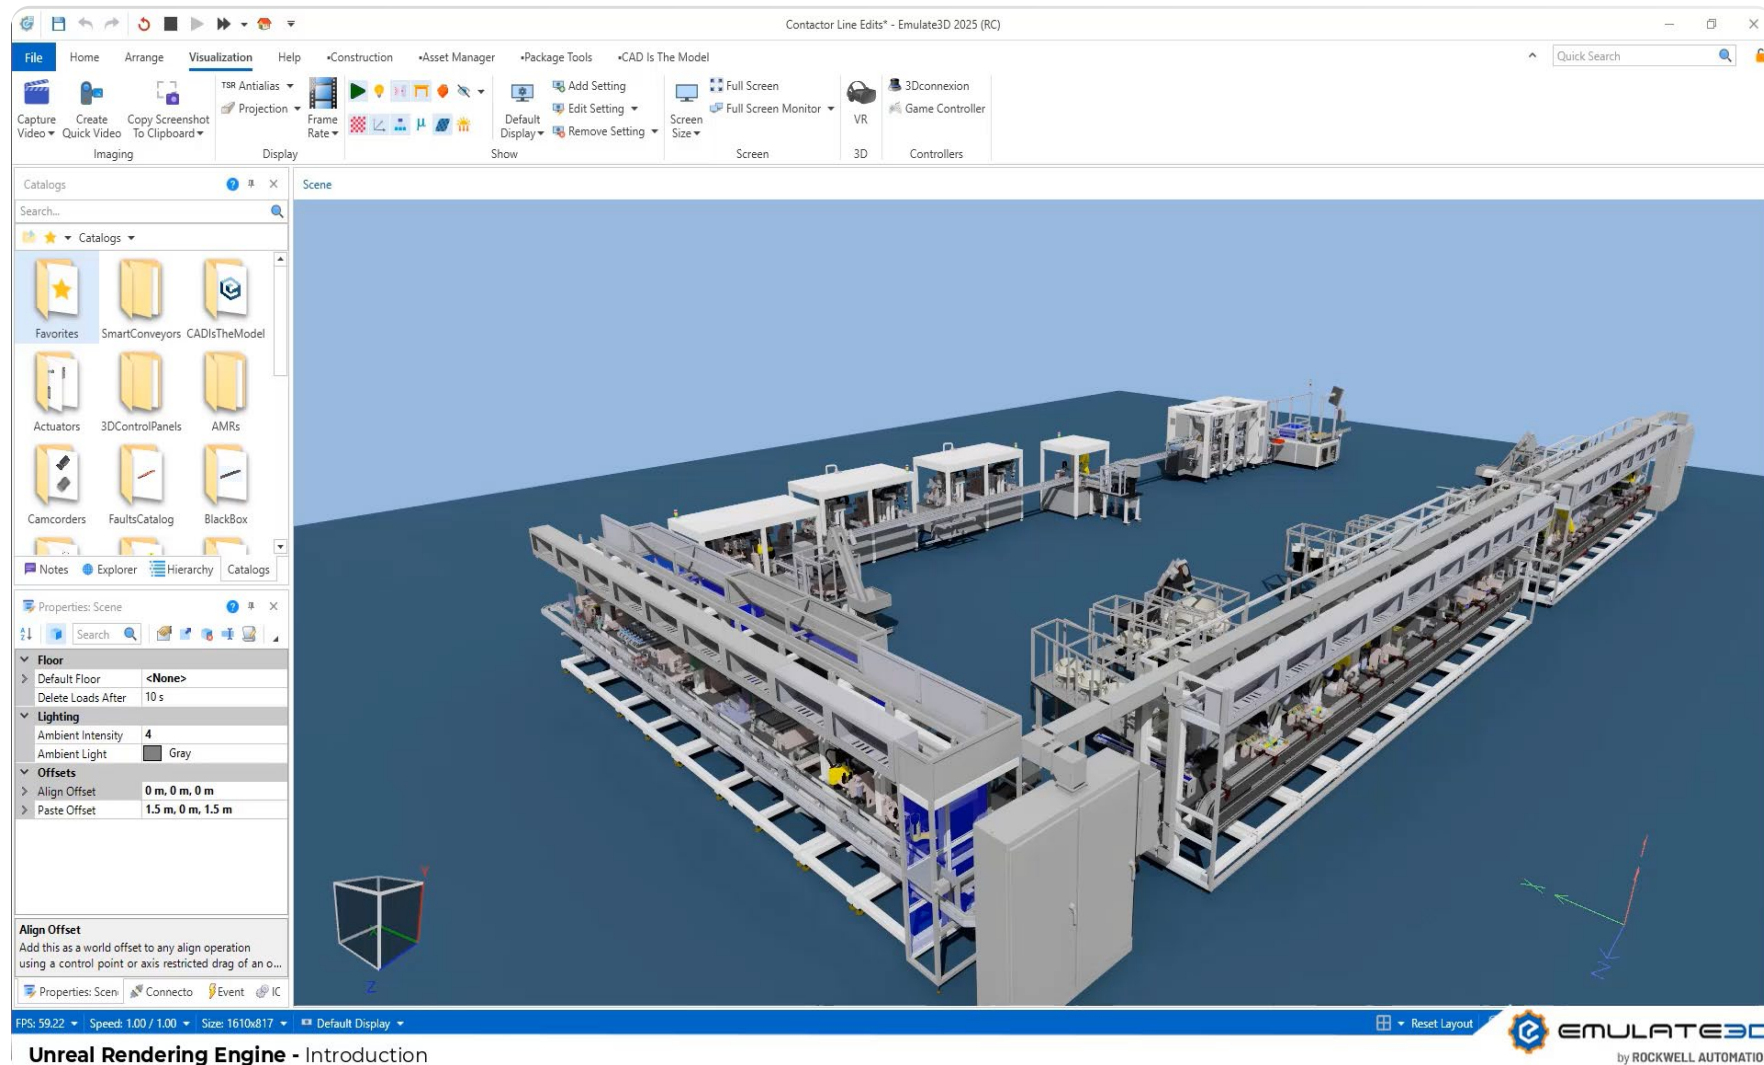 Contactor Line Edits* - Emulate3D 2025 (RC)
File Home Arrange Visualization Help •Construction •Asset Manager •Package Tools •CAD Is The Model
Quick Search
Capture Video
Create Quick Video
Copy Screenshot To Clipboard
Imaging
TSR Antialias
Projection
Frame Rate
Display
µ
Default Display
Add Setting
Edit Setting
Remove Setting
Show
Screen Size
Full Screen
Full Screen Monitor
Screen
VR
3D
3Dconnexion
Game Controller
Controllers
Catalogs
Search...
Catalogs
Favorites SmartConveyors CADIsTheModel
Actuators 3DControlPanels AMRs
Camcorders FaultsCatalog BlackBox
Notes Explorer Hierarchy Catalogs
Properties: Scene
Search
Floor
Default Floor <None>
Delete Loads After 10 s
Lighting
Ambient Intensity 4
Ambient Light Gray
Offsets
Align Offset 0 m, 0 m, 0 m
Paste Offset 1.5 m, 0 m, 1.5 m
Align Offset
Add this as a world offset to any align operation
using a control point or axis restricted drag of an o...
Properties: Scen Connecto Event IC
Scene
Y
X
Z
X
Z
FPS: 59.22 Speed: 1.00 / 1.00 Size: 1610x817 Default Display Reset Layout
Unreal Rendering Engine - Introduction
EMULATE3D
by ROCKWELL AUTOMATIO